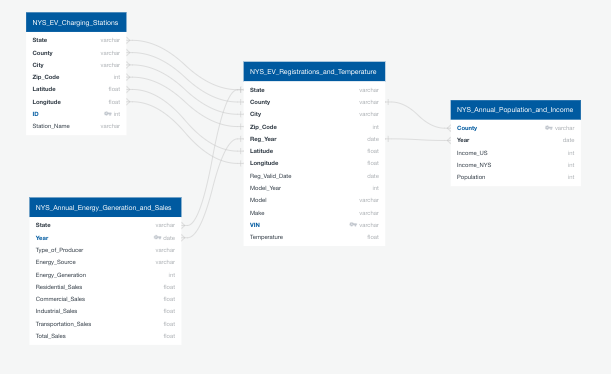 NYS_EV_Charging_Stations
State varchar
County varchar
City varchar
Zip_Code int
Latitude float
Longitude float
ID int
Station_Name varchar
NYS_EV_Registrations_and_Temperature
State varchar
County varchar
City varchar
Zip_Code int
Reg_Year date
Latitude float
Longitude float
Reg_Valid_Date date
Model_Year int
Model varchar
Make varchar
VIN varchar
Temperature float
NYS_Annual_Population_and_Income
County varchar
Year date
Income_US int
Income_NYS int
Population int
NYS_Annual_Energy_Generation_and_Sales
State varchar
Year date
Type_of_Producer varchar
Energy_Source varchar
Energy_Generation int
Residential_Sales float
Commercial_Sales float
Industrial_Sales float
Transportation_Sales float
Total_Sales float